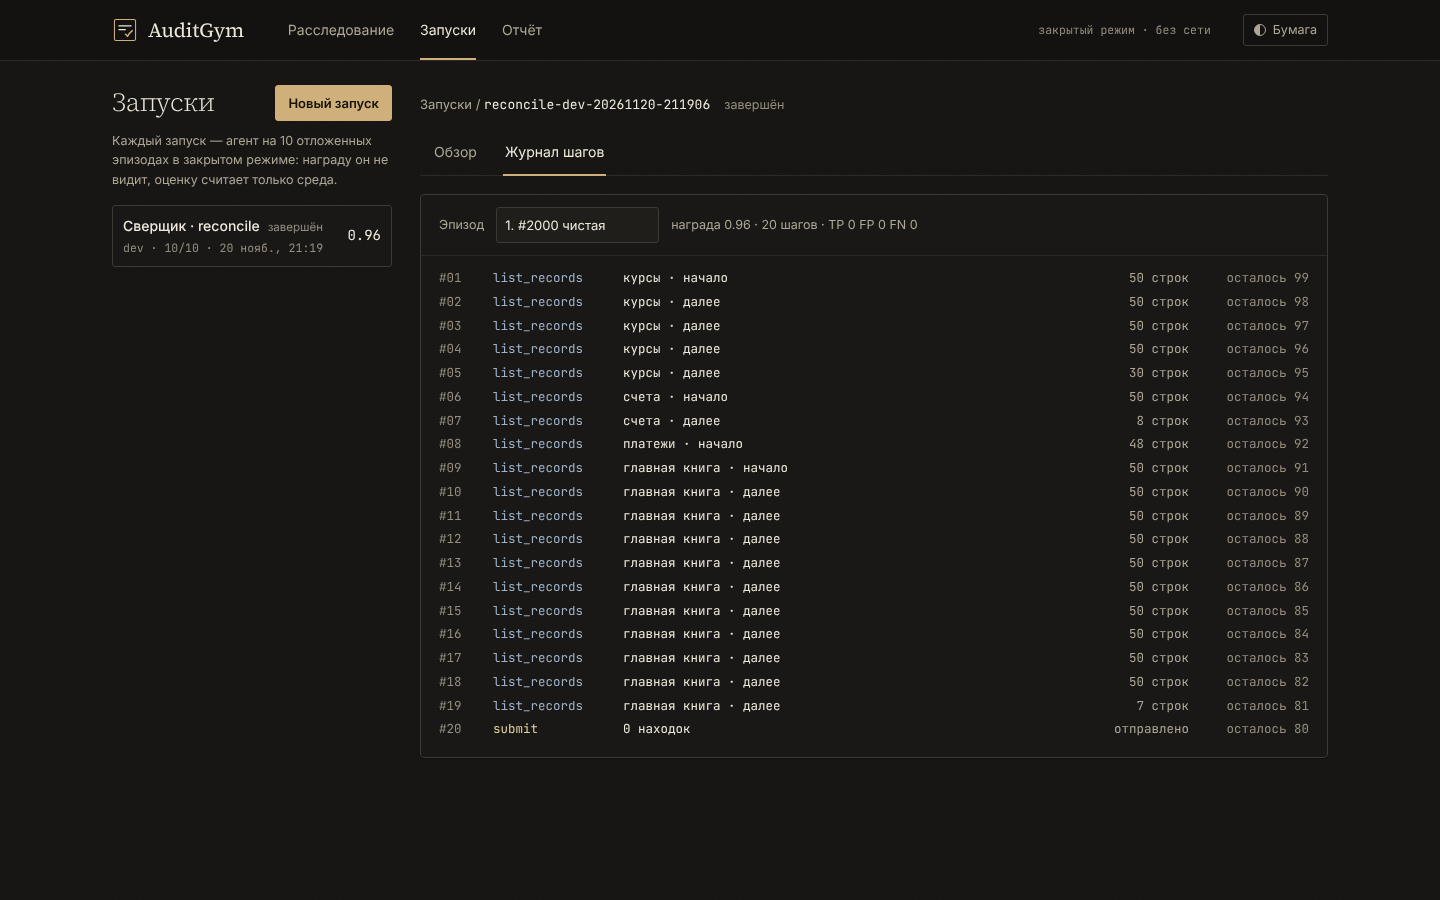 AuditGym
Расследование
Запуски
Отчёт
закрытый режим · без сети
Бумага
Запуски
Новый запуск
Каждый запуск — агент на 10 отложенных
эпизодах в закрытом режиме: награду он не
видит, оценку считает только среда.
Сверщик · reconcile завершён
dev · 10/10 · 20 нояб., 21:19
0.96
Запуски / reconcile-dev-20261120-211906 завершён
Обзор
Журнал шагов
Эпизод 1. #2000 чистая награда 0.96 · 20 шагов · TP 0 FP 0 FN 0
#01 list_records курсы · начало 50 строк осталось 99
#02 list_records курсы · далее 50 строк осталось 98
#03 list_records курсы · далее 50 строк осталось 97
#04 list_records курсы · далее 50 строк осталось 96
#05 list_records курсы · далее 30 строк осталось 95
#06 list_records счета · начало 50 строк осталось 94
#07 list_records счета · далее 8 строк осталось 93
#08 list_records платежи · начало 48 строк осталось 92
#09 list_records главная книга · начало 50 строк осталось 91
#10 list_records главная книга · далее 50 строк осталось 90
#11 list_records главная книга · далее 50 строк осталось 89
#12 list_records главная книга · далее 50 строк осталось 88
#13 list_records главная книга · далее 50 строк осталось 87
#14 list_records главная книга · далее 50 строк осталось 86
#15 list_records главная книга · далее 50 строк осталось 85
#16 list_records главная книга · далее 50 строк осталось 84
#17 list_records главная книга · далее 50 строк осталось 83
#18 list_records главная книга · далее 50 строк осталось 82
#19 list_records главная книга · далее 7 строк осталось 81
#20 submit 0 находок отправлено осталось 80